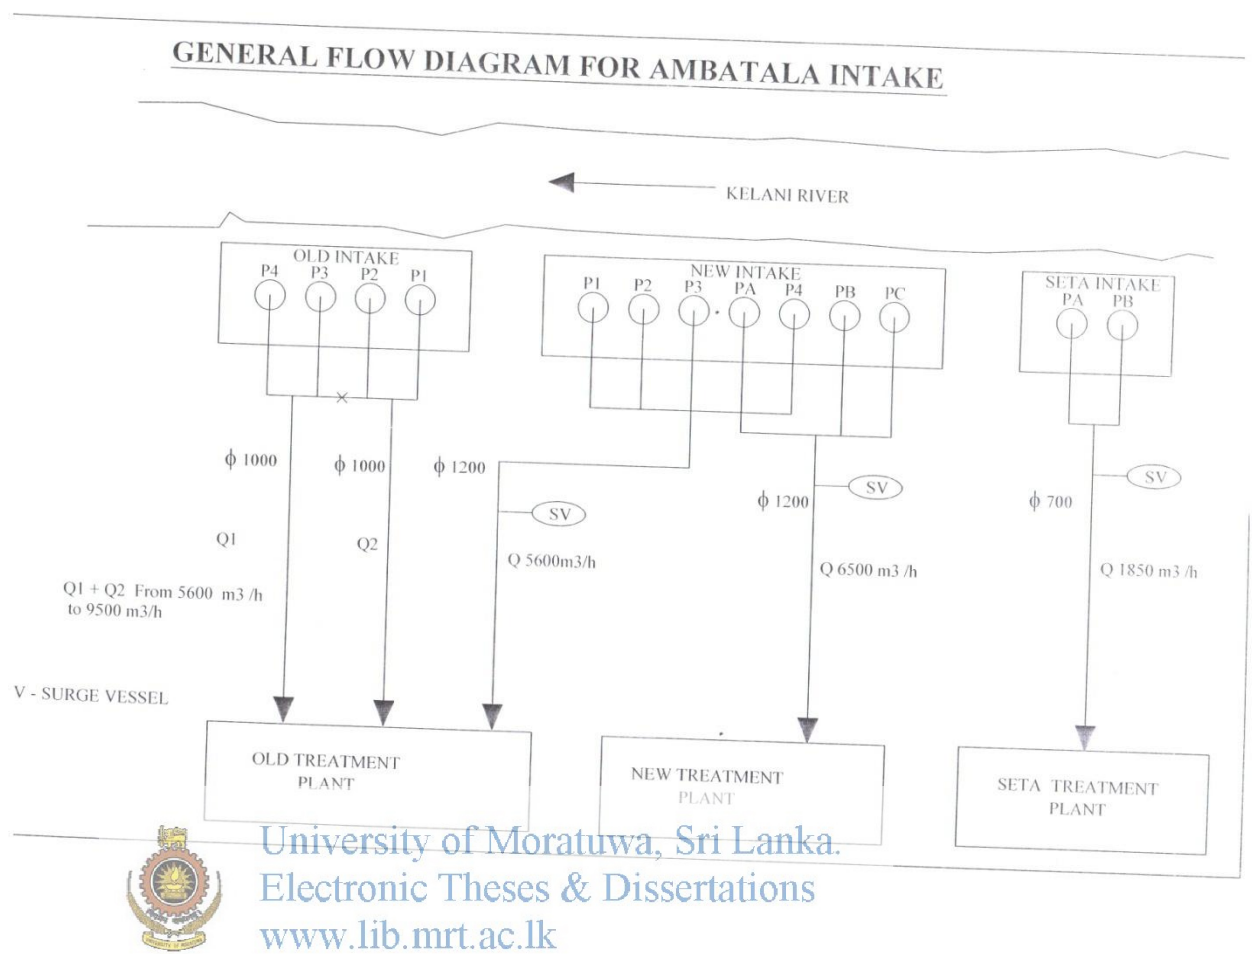 GENERAL FLOW DIAGRAM FOR AMBATALA INTAKE
KELANI RIVER
OLD INTAKE
P4 P3 P2 P1
NEW INTAKE
P1 P2 P3 PA P4 PB PC
SETA INTAKE
PA PB
ϕ 1000
ϕ 1000
ϕ 1200
SV
ϕ 1200
SV
ϕ 700
SV
Q1
Q2
Q 5600m3/h
Q 6500 m3 /h
Q 1850 m3 /h
Q1 + Q2 From 5600 m3 /h
to 9500 m3/h
V - SURGE VESSEL
OLD TREATMENT
PLANT
NEW TREATMENT
PLANT
SETA TREATMENT
PLANT
University of Moratuwa, Sri Lanka.
Electronic Theses & Dissertations
www.lib.mrt.ac.lk